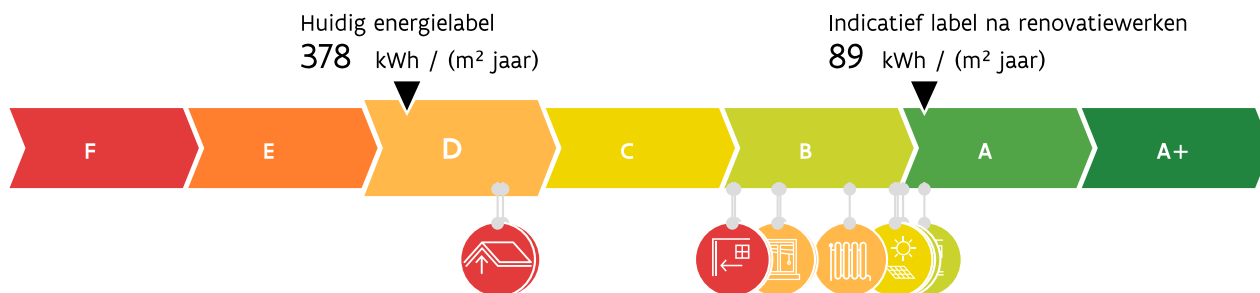 Huidig energielabel
378 kWh / (m² jaar)
Indicatief label na renovatiewerken
89 kWh / (m² jaar)
F E D C B A A+